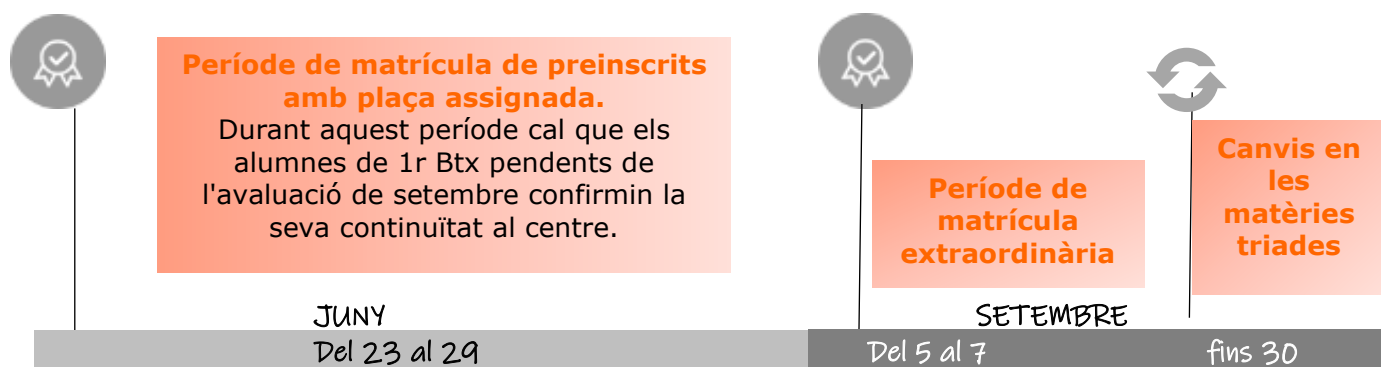 Període de matrícula de preinscrits
amb plaça assignada.
Durant aquest període cal que els
alumnes de 1r Btx pendents de
l'avaluació de setembre confirmin la
seva continuïtat al centre.
JUNY
Del 23 al 29
Període de
matrícula
extraordinària
SETEMBRE
Del 5 al 7
Canvis en
les
matèries
triades
fins 30